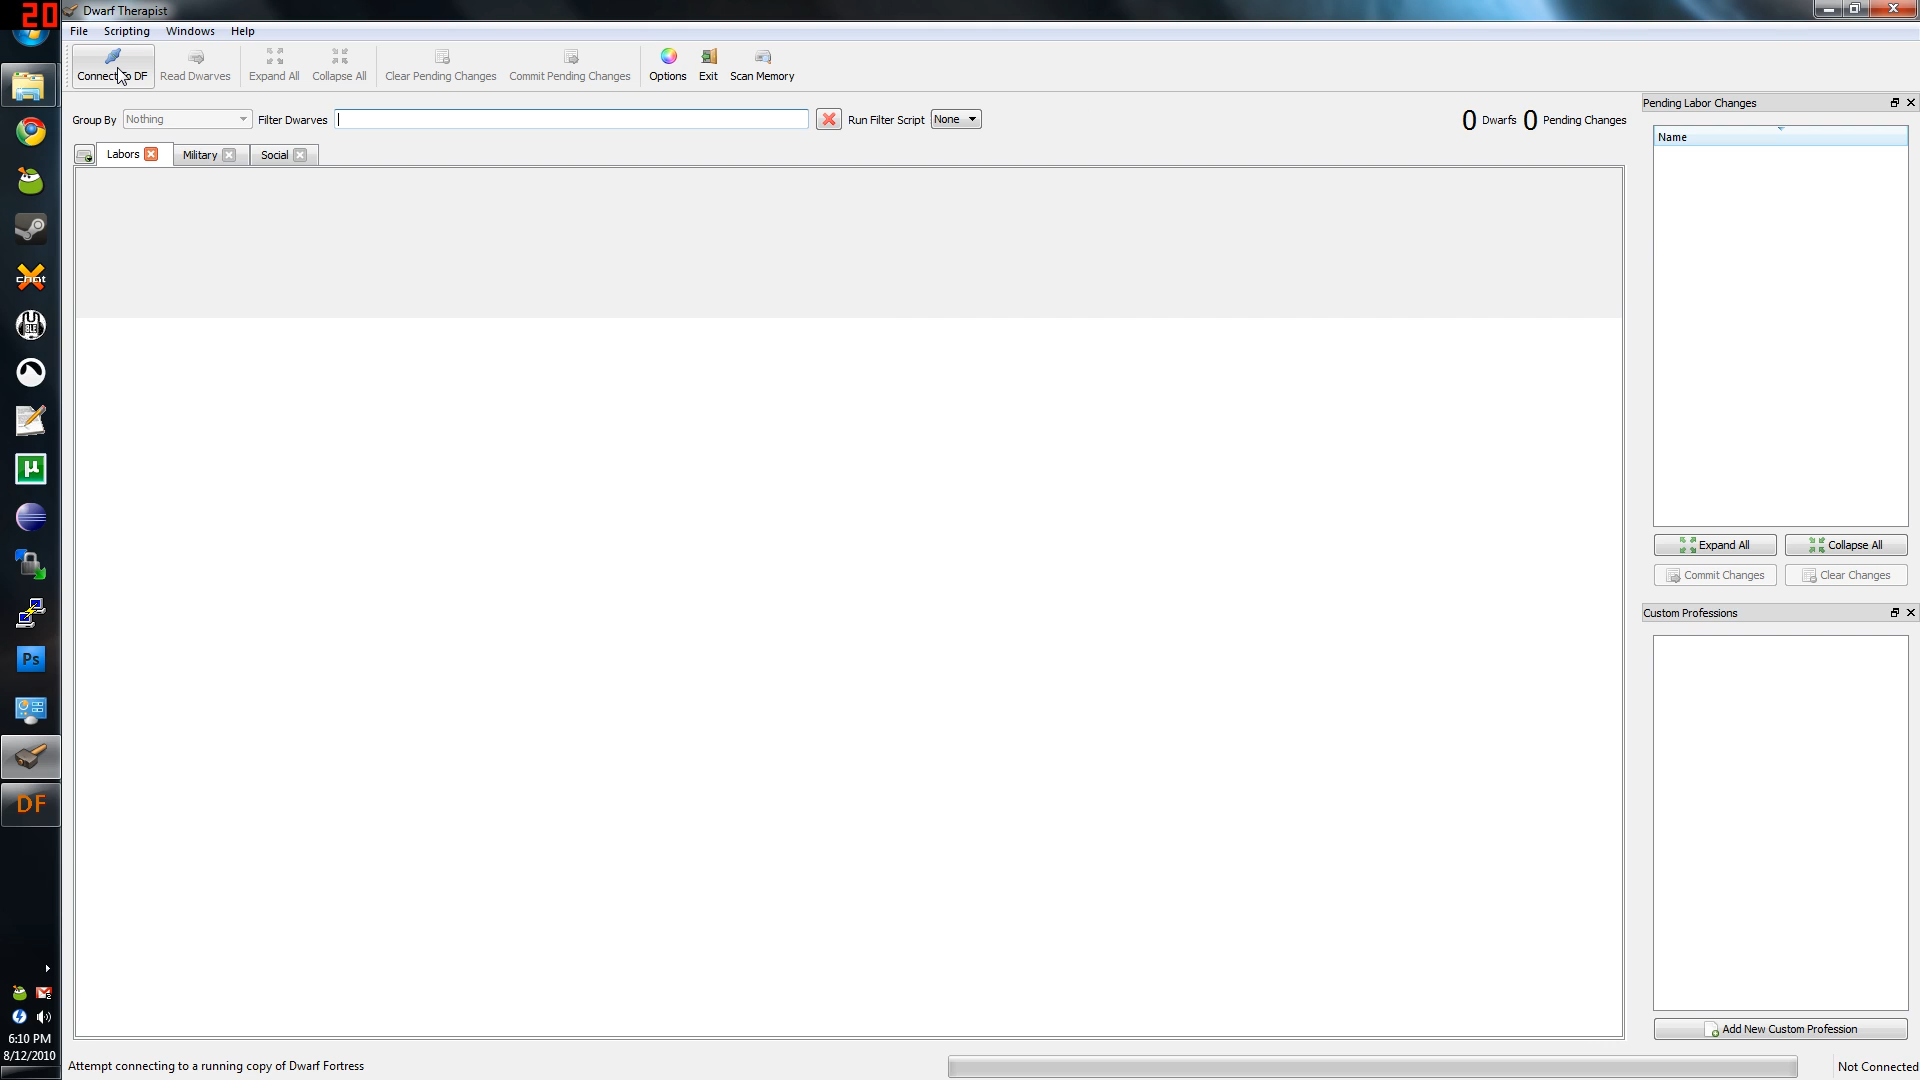 20
Dwarf Therapist
File Scripting Windows Help
Connect to DF Read Dwarves Expand All Collapse All Clear Pending Changes Commit Pending Changes Options Exit Scan Memory
Group By Nothing Filter Dwarves Run Filter Script None 0 Dwarfs 0 Pending Changes
Labors Military Social
Pending Labor Changes
Name
Expand All Collapse All
Commit Changes Clear Changes
Custom Professions
Add New Custom Profession
Ps
DF
6:10 PM
8/12/2010
Attempt connecting to a running copy of Dwarf Fortress
Not Connected